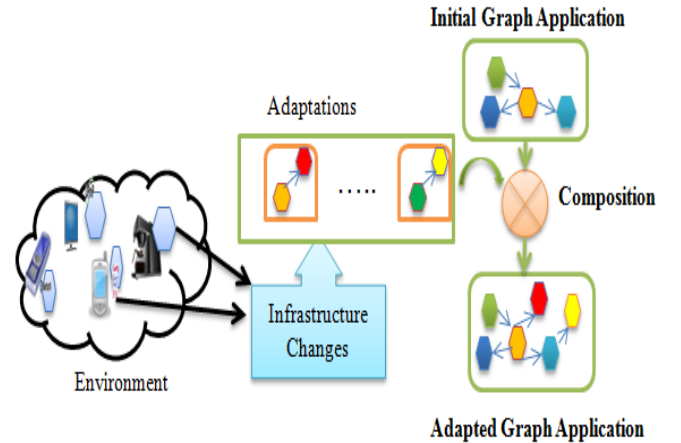 Initial Graph Application
Adaptations
.....
Composition
Infrastructure
Changes
Environment
Adapted Graph Application